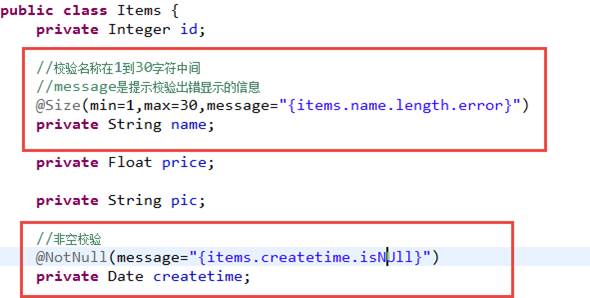 public class Items {
private Integer id;
//校验名称在1到30字符中间
//message是提示校验出错显示的信息
@Size(min=1,max=30,message="{items.name.length.error}")
private String name;
private Float price;
private String pic;
//非空校验
@NotNull(message="{items.createtime.isNUll}")
private Date createtime;